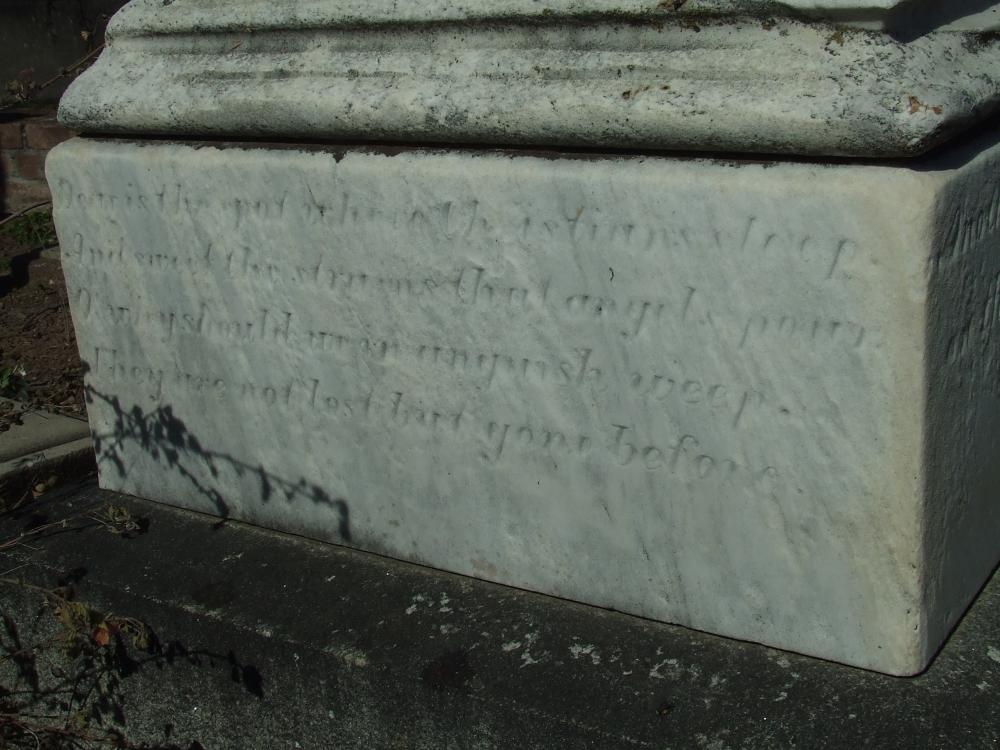 Dear is the spot where Christians sleep
And sweet the strains that angels pour
O why should we in anguish weep
They are not lost but gone before